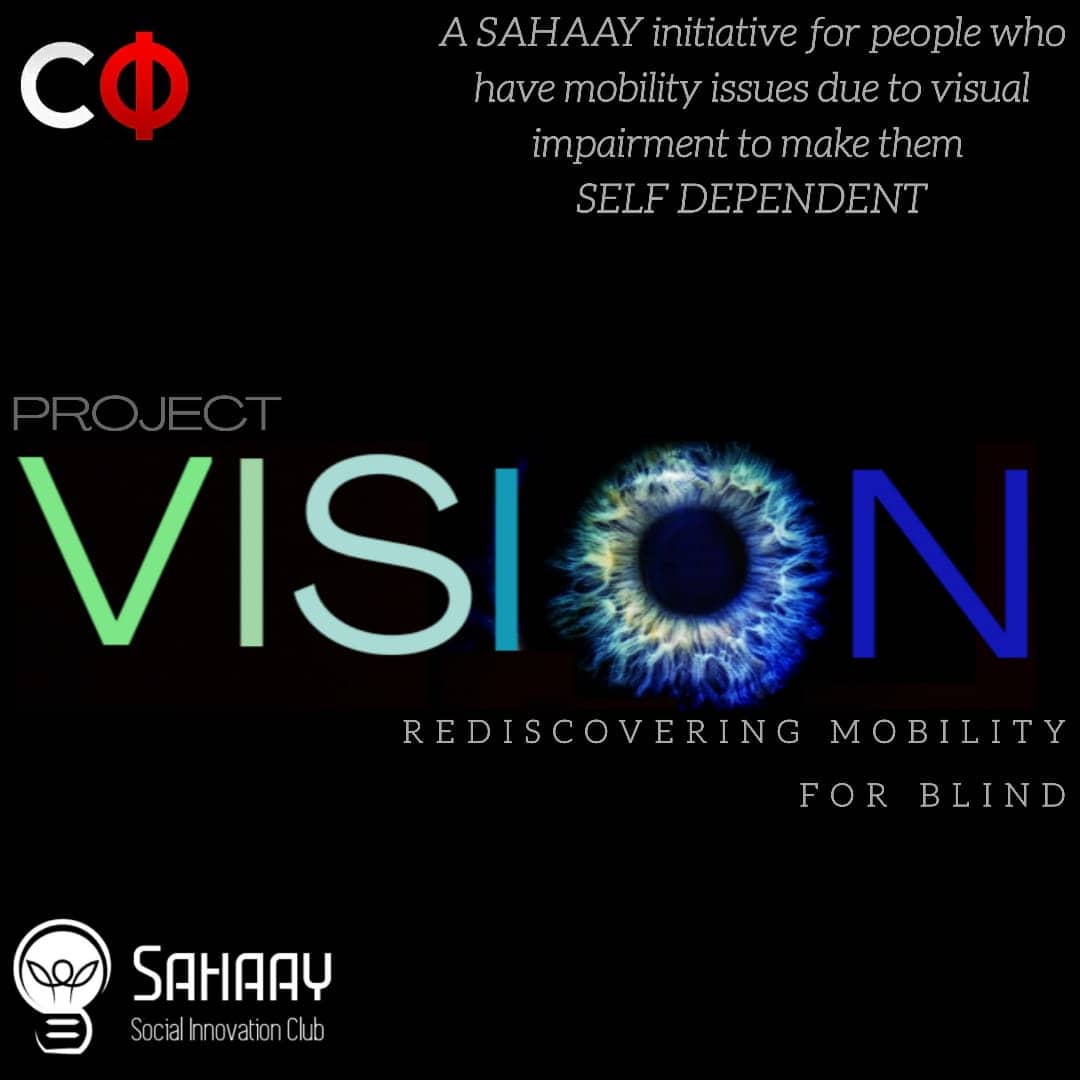 CΦ
A SAHAAY initiative for people who
have mobility issues due to visual
impairment to make them
SELF DEPENDENT
PROJECT
VISION
REDISCOVERING MOBILITY
FOR BLIND
SAHAAY
Social Innovation Club